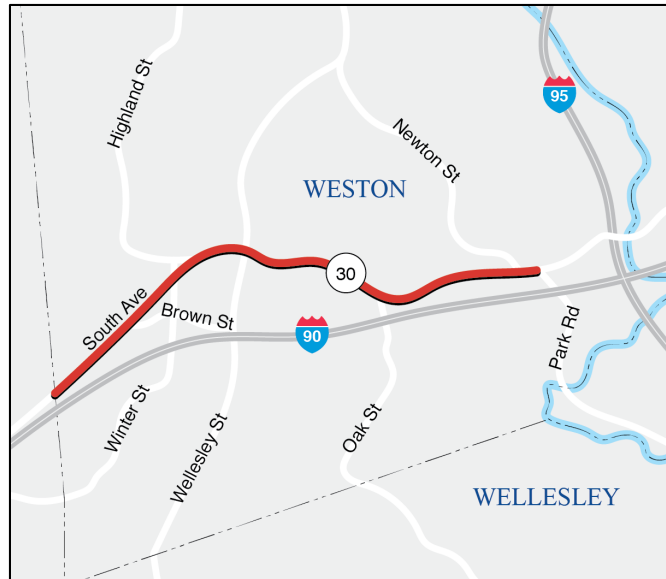 Highland St
95
Newton St
WESTON
30
South Ave
Brown St
90
Park Rd
Winter St
Wellesley St
Oak St
WELLESLEY